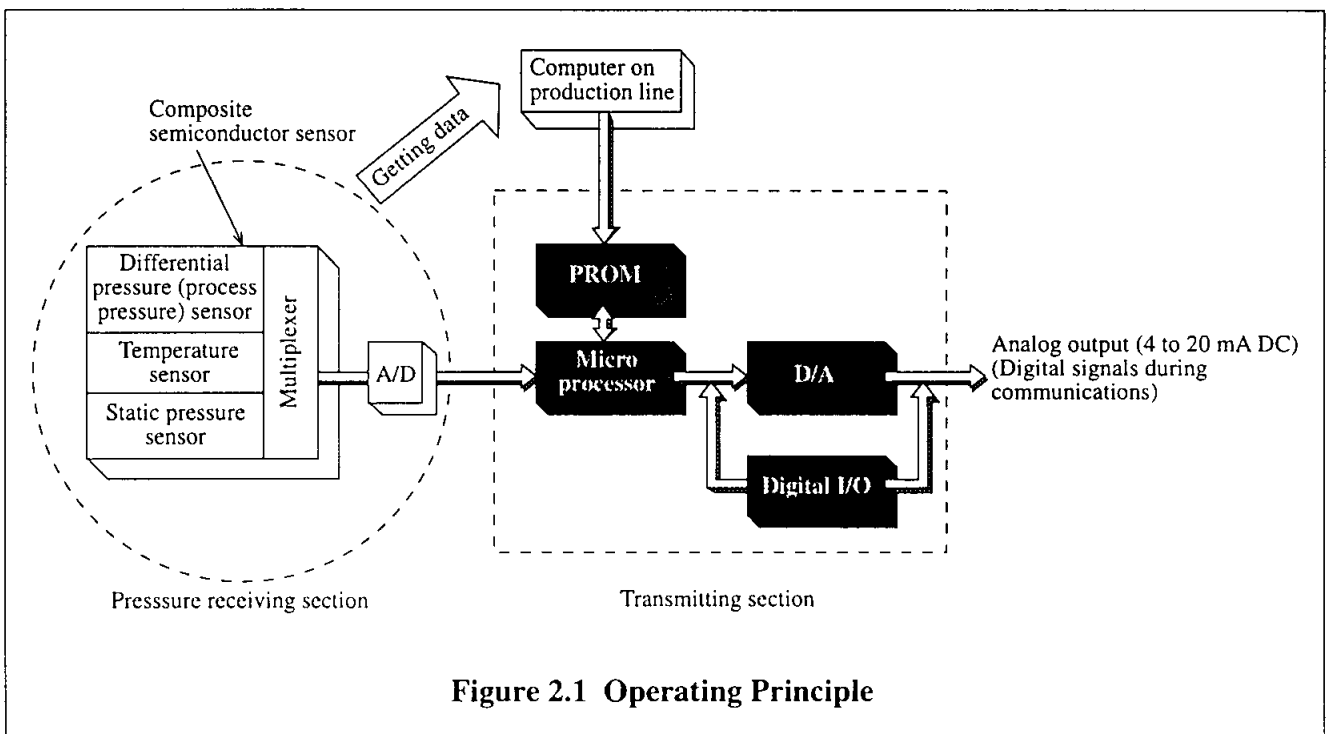 Computer on
production line
Composite
semiconductor sensor
Getting data
Differential
pressure (process
pressure) sensor
Temperature
sensor
Static pressure
sensor
Multiplexer
A/D
PROM
Micro
processor
D/A
Digital I/O
Analog output (4 to 20 mA DC)
(Digital signals during
communications)
Presssure receiving section
Transmitting section
Figure 2.1 Operating Principle